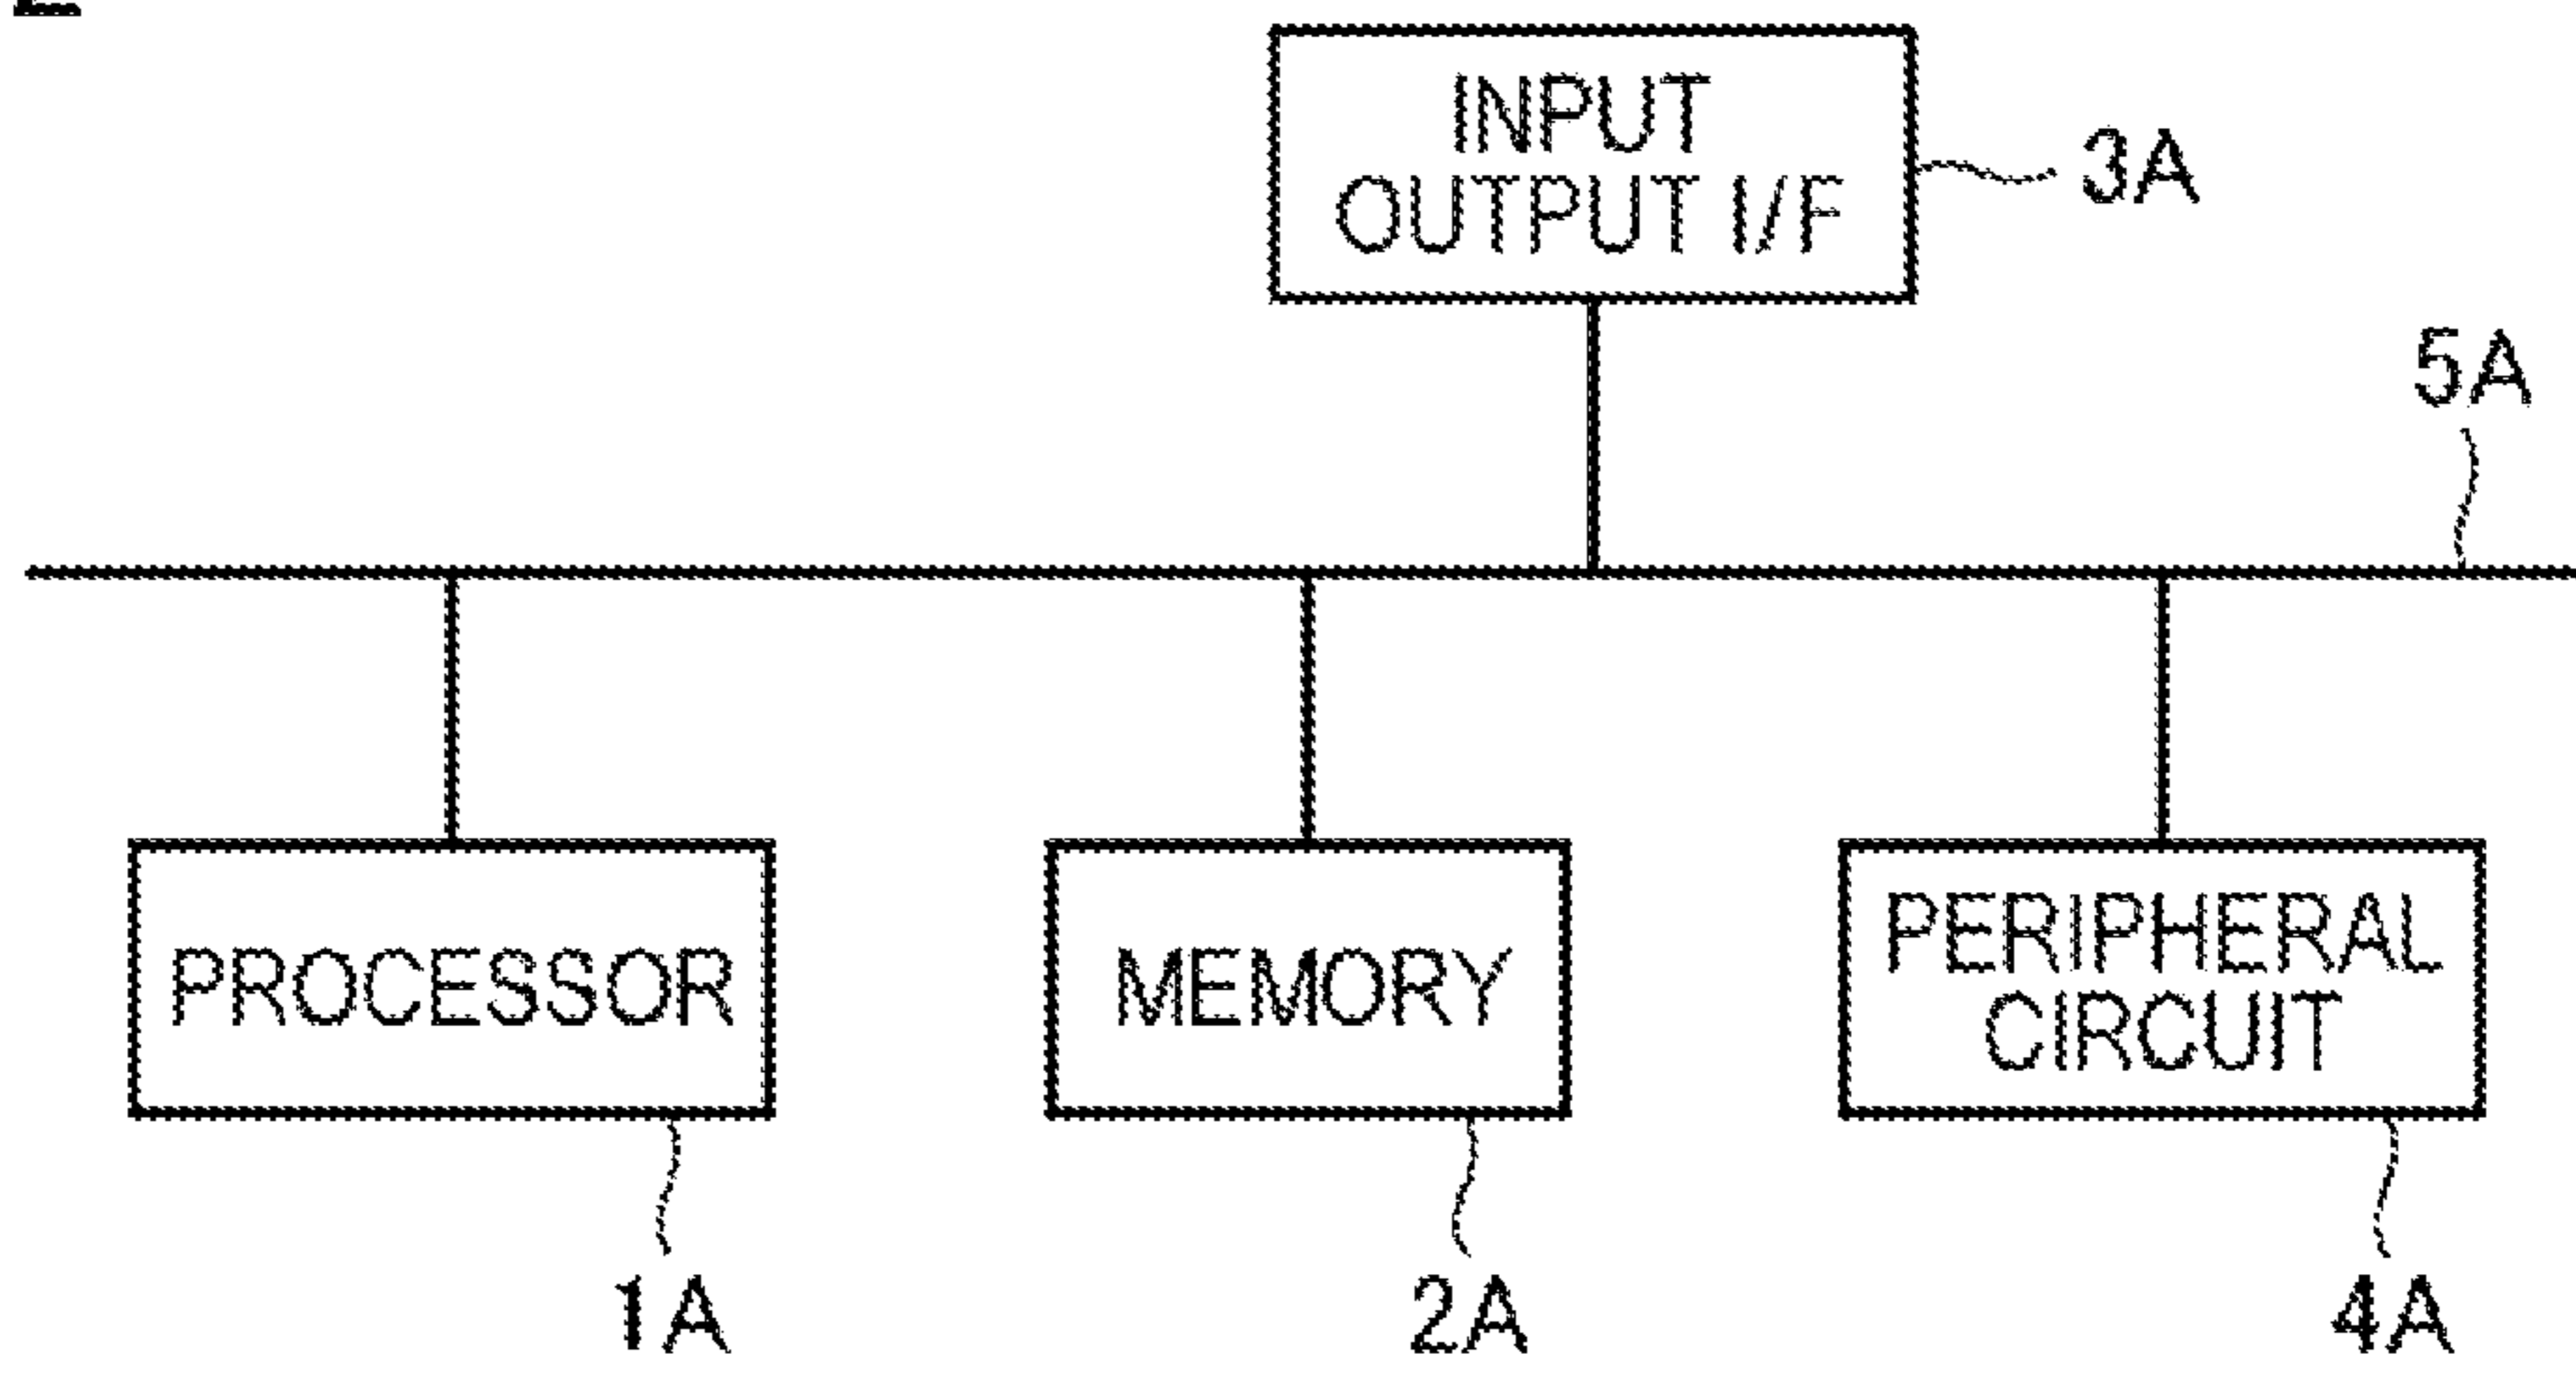 INPUT
OUTPUT I/F
3A
5A
PROCESSOR
MEMORY
PERIPHERAL
CIRCUIT
1A
2A
4A